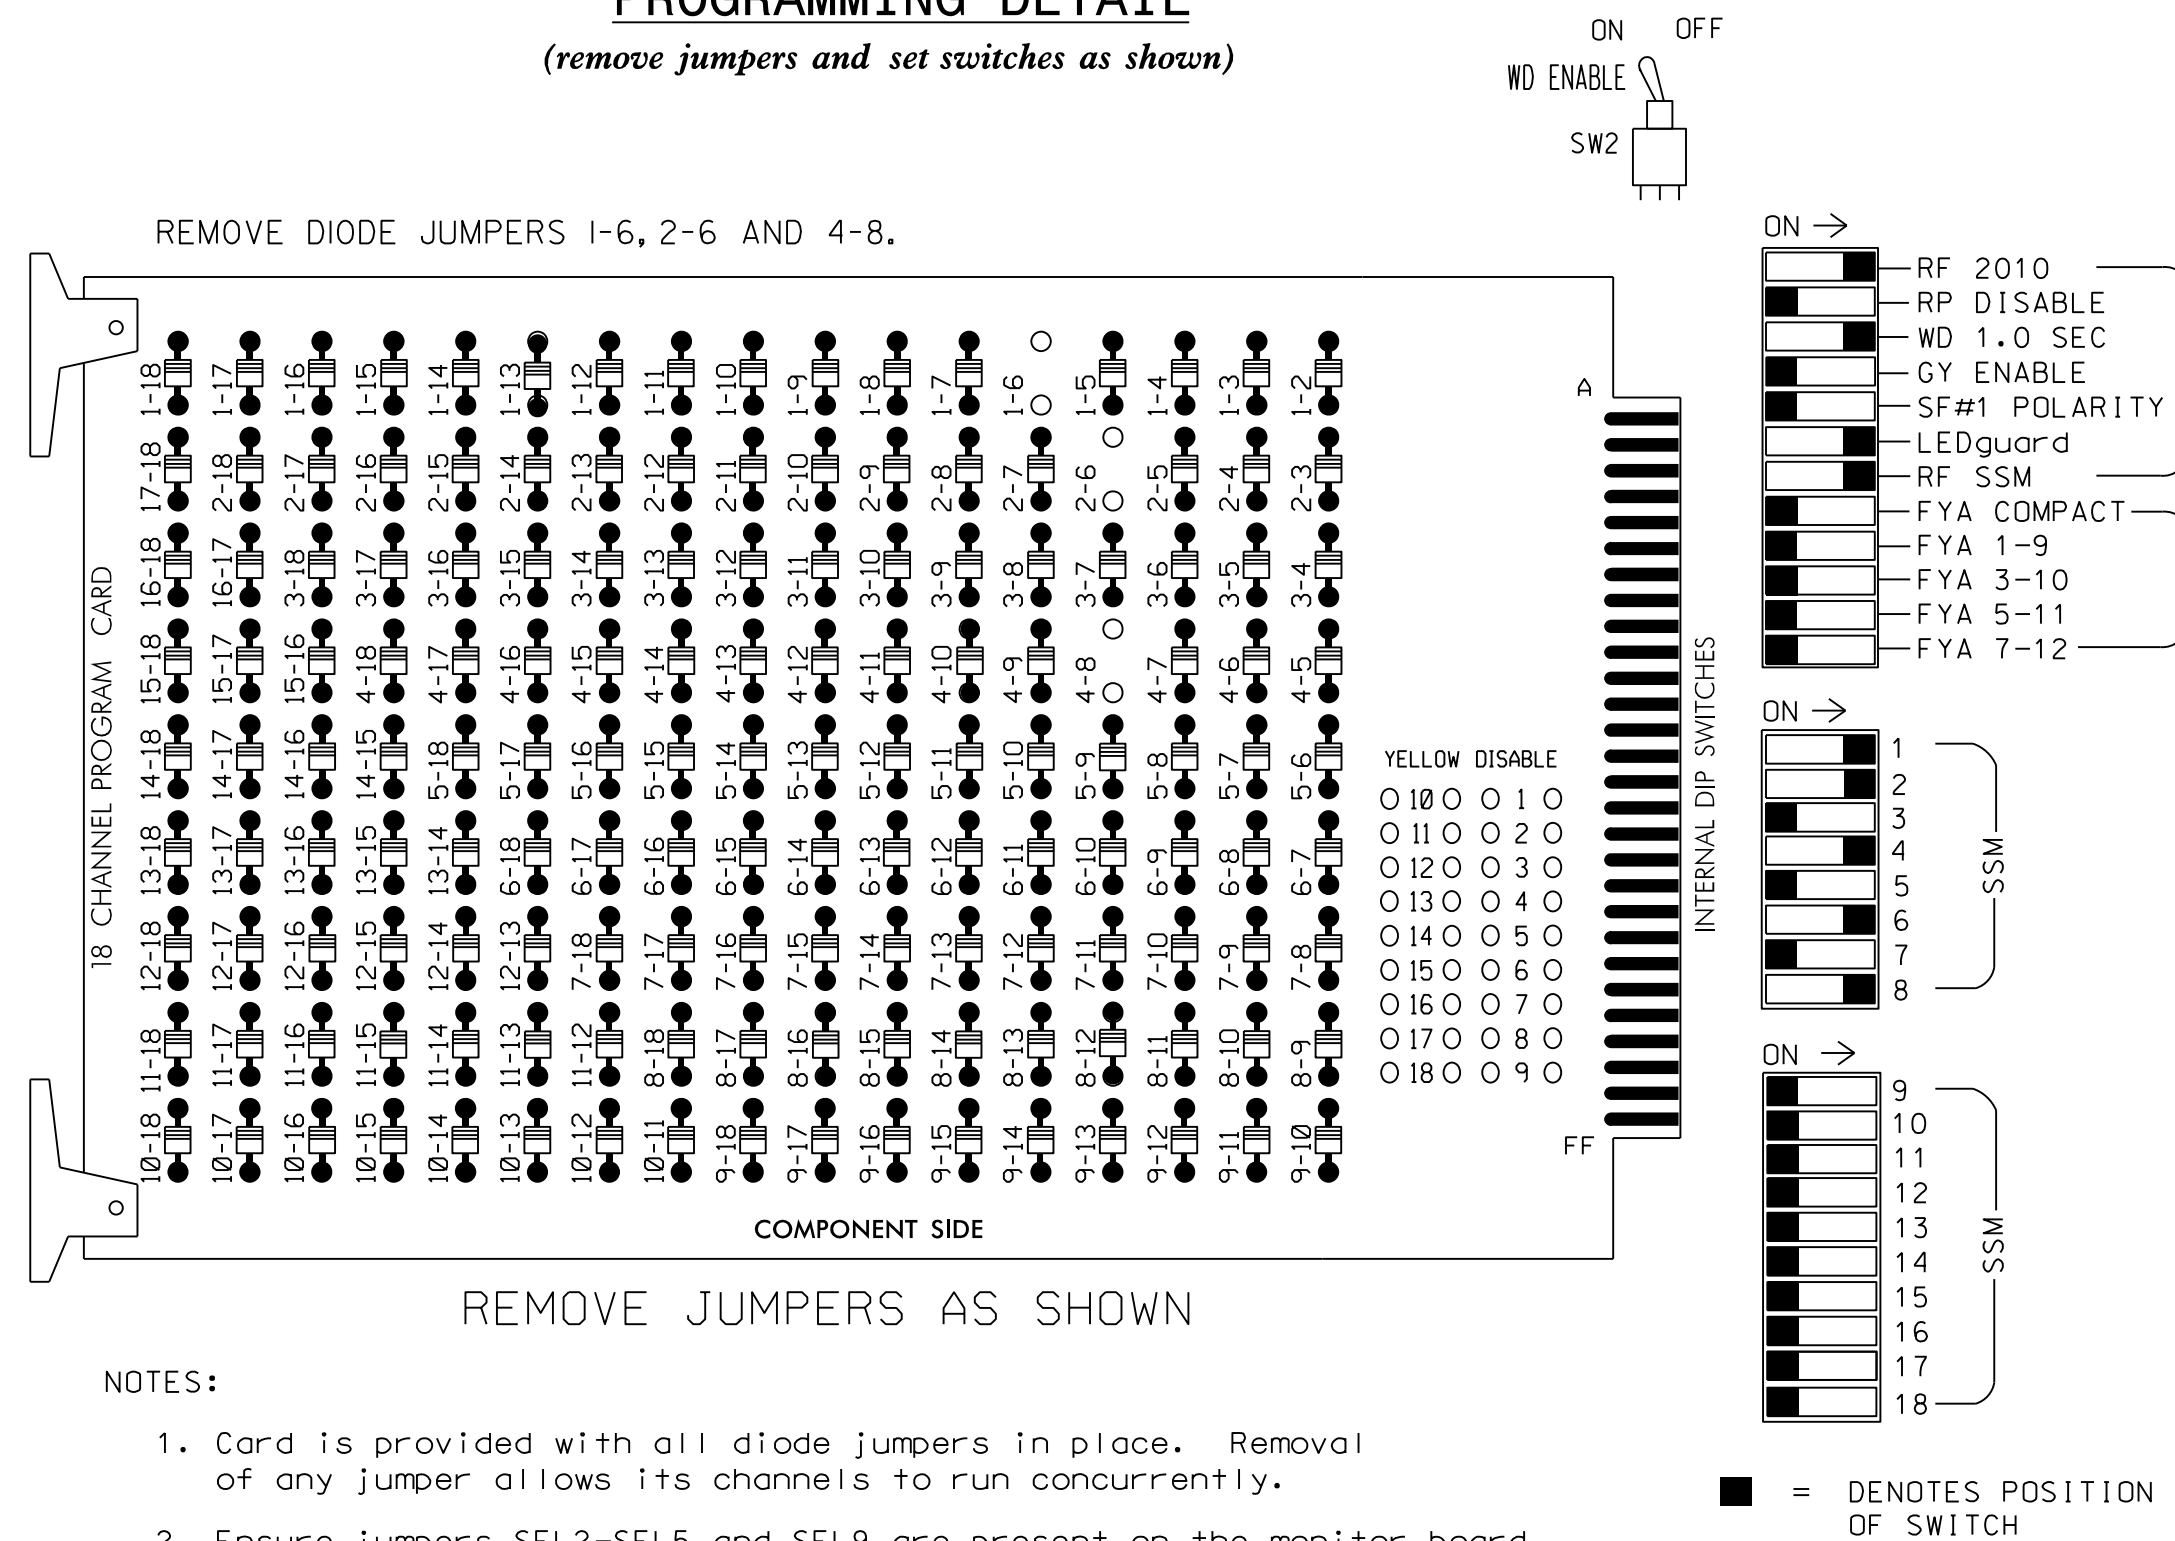 PROGRAMMING DETAIL
(remove jumpers and set switches as shown)
ON OFF
WD ENABLE
SW2
REMOVE DIODE JUMPERS 1-6, 2-6 AND 4-8.
18 CHANNEL PROGRAM CARD
1-18 1-17 1-16 1-15 1-14 1-13 1-12 1-11 1-10 1-9 1-8 1-7 1-6 1-5 1-4 1-3 1-2
17-18 2-18 2-17 2-16 2-15 2-14 2-13 2-12 2-11 2-10 2-9 2-8 2-7 2-6 2-5 2-4 2-3
16-18 16-17 3-18 3-17 3-16 3-15 3-14 3-13 3-12 3-11 3-10 3-9 3-8 3-7 3-6 3-5 3-4
15-18 15-17 15-16 4-18 4-17 4-16 4-15 4-14 4-13 4-12 4-11 4-10 4-9 4-8 4-7 4-6 4-5
14-18 14-17 14-16 14-15 5-18 5-17 5-16 5-15 5-14 5-13 5-12 5-11 5-10 5-9 5-8 5-7 5-6
13-18 13-17 13-16 13-15 13-14 6-18 6-17 6-16 6-15 6-14 6-13 6-12 6-11 6-10 6-9 6-8 6-7
12-18 12-17 12-16 12-15 12-14 12-13 7-18 7-17 7-16 7-15 7-14 7-13 7-12 7-11 7-10 7-9 7-8
11-18 11-17 11-16 11-15 11-14 11-13 11-12 8-18 8-17 8-16 8-15 8-14 8-13 8-12 8-11 8-10 8-9
10-18 10-17 10-16 10-15 10-14 10-13 10-12 10-11 9-18 9-17 9-16 9-15 9-14 9-13 9-12 9-11 9-10
YELLOW DISABLE
10 1
11 2
12 3
13 4
14 5
15 6
16 7
17 8
18 9
A
FF
COMPONENT SIDE
INTERNAL DIP SWITCHES
ON →
RF 2010
RP DISABLE
WD 1.0 SEC
GY ENABLE
SF#1 POLARITY
LEDguard
RF SSM
FYA COMPACT
FYA 1-9
FYA 3-10
FYA 5-11
FYA 7-12
ON →
1
2
3
4
5
6
7
8
SSM
ON →
9
10
11
12
13
14
15
16
17
18
SSM
REMOVE JUMPERS AS SHOWN
NOTES:
1. Card is provided with all diode jumpers in place. Removal
of any jumper allows its channels to run concurrently.
2. Ensure jumpers SEL2-SEL5 and SEL9 are present on the monitor board.
= DENOTES POSITION
OF SWITCH